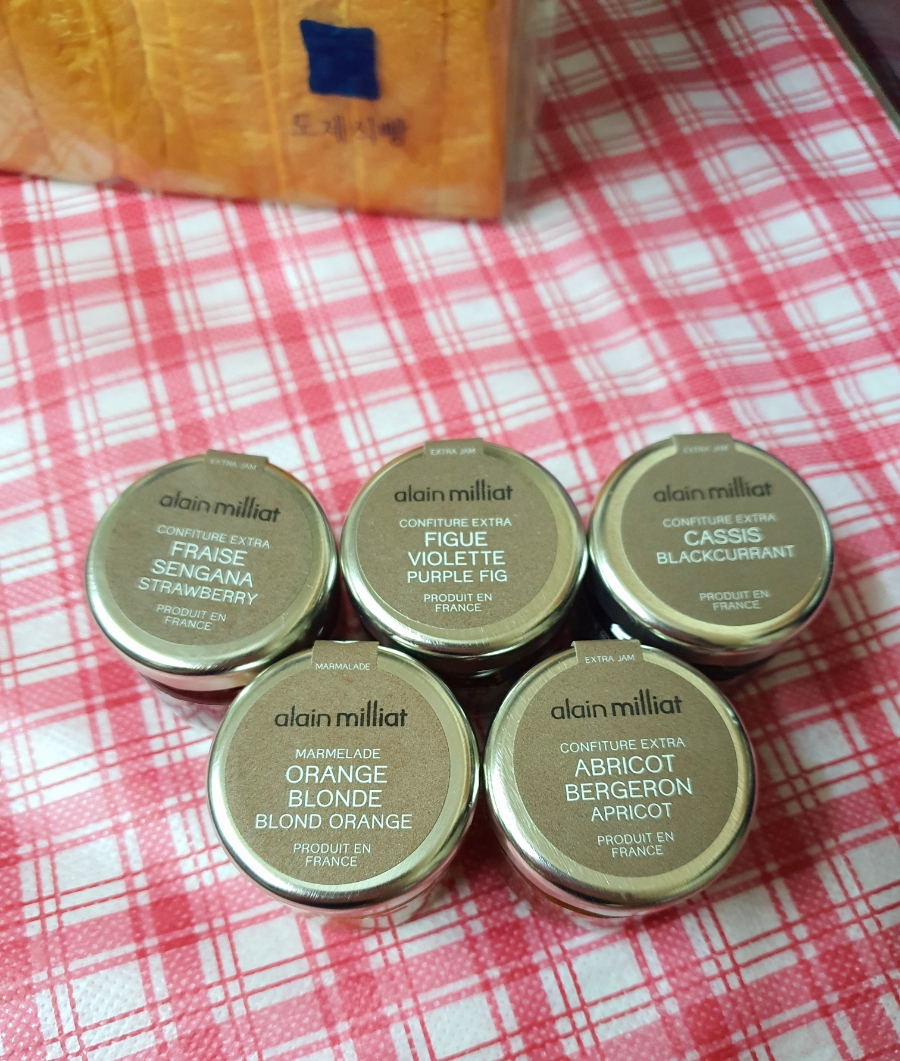 도제식빵
EXTRA JAM
alain milliat
CONFITURE EXTRA
FRAISE
SENGANA
STRAWBERRY
PRODUIT EN
FRANCE
EXTRA JAM
alain milliat
CONFITURE EXTRA
FIGUE
VIOLETTE
PURPLE FIG
PRODUIT EN
FRANCE
EXTRA JAM
alain milliat
CONFITURE EXTRA
CASSIS
BLACKCURRANT
PRODUIT EN
FRANCE
MARMALADE
alain milliat
MARMELADE
ORANGE
BLONDE
BLOND ORANGE
PRODUIT EN
FRANCE
EXTRA JAM
alain milliat
CONFITURE EXTRA
ABRICOT
BERGERON
APRICOT
PRODUIT EN
FRANCE